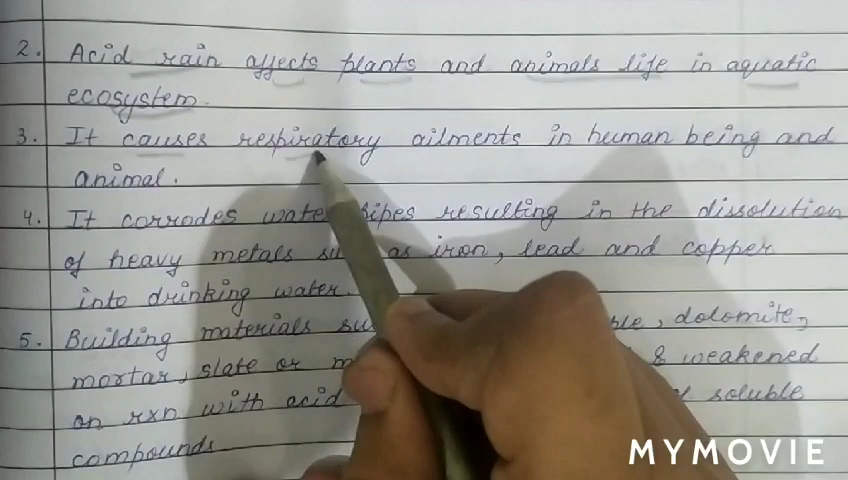 2. Acid rain affects plants and animals life in aquatic
ecosystem.
3. It causes respiratory ailments in human being and
animal.
4. It corrodes pipes resulting in the dissolution
of heavy metals as iron, lead and copper
into drinking water.
5. Building materials dolomite,
mortar, slate or & weakened
on rxn with acid soluble
compounds
MYMOVIE